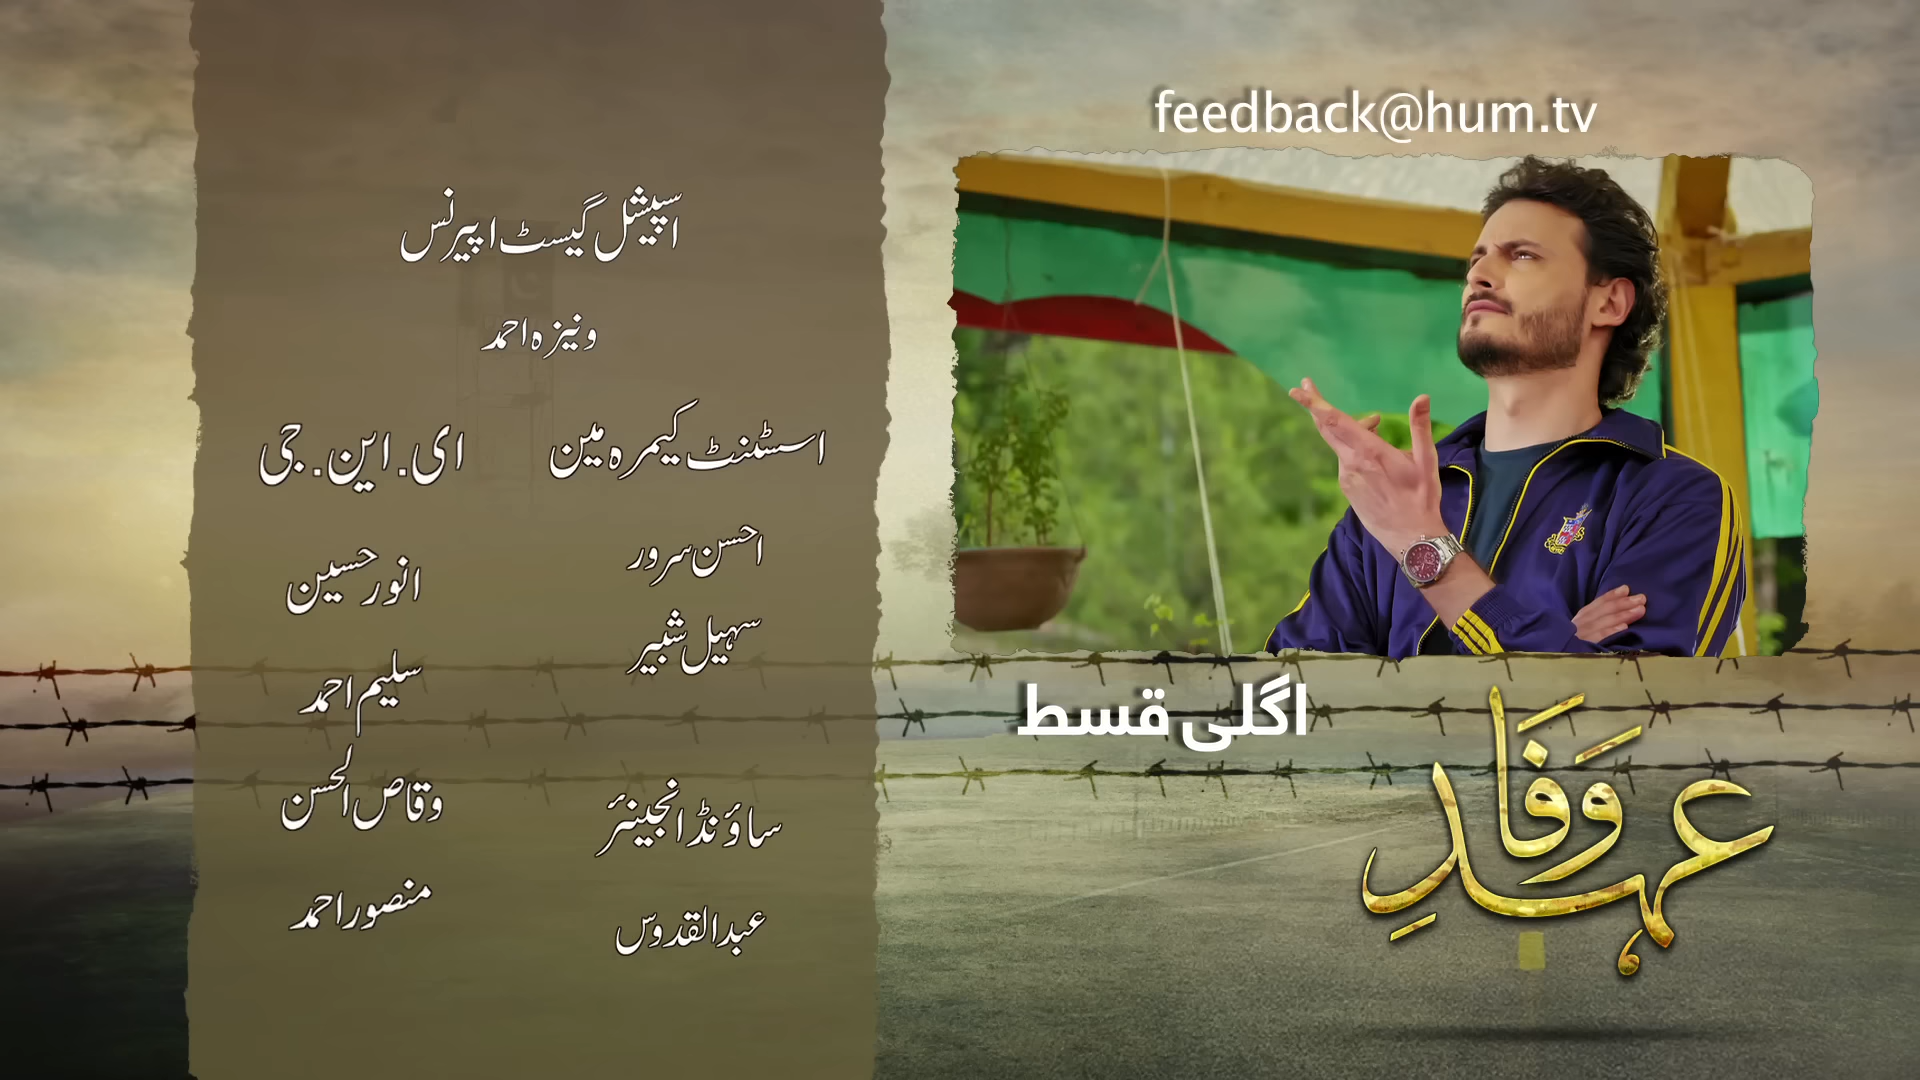 feedback@hum.tv
اسپیشل گیسٹ اپیرنس
ونیزہ احمد
اسسٹنٹ کیمرہ مین
احسن سرور
سہیل شبیر
ساؤنڈ انجینئر
عبدالقدوس
ای. این. جی
انور حسین
سلیم احمد
وقاص الحسن
منصور احمد
اگلی قسط
عہدِ وَفَا